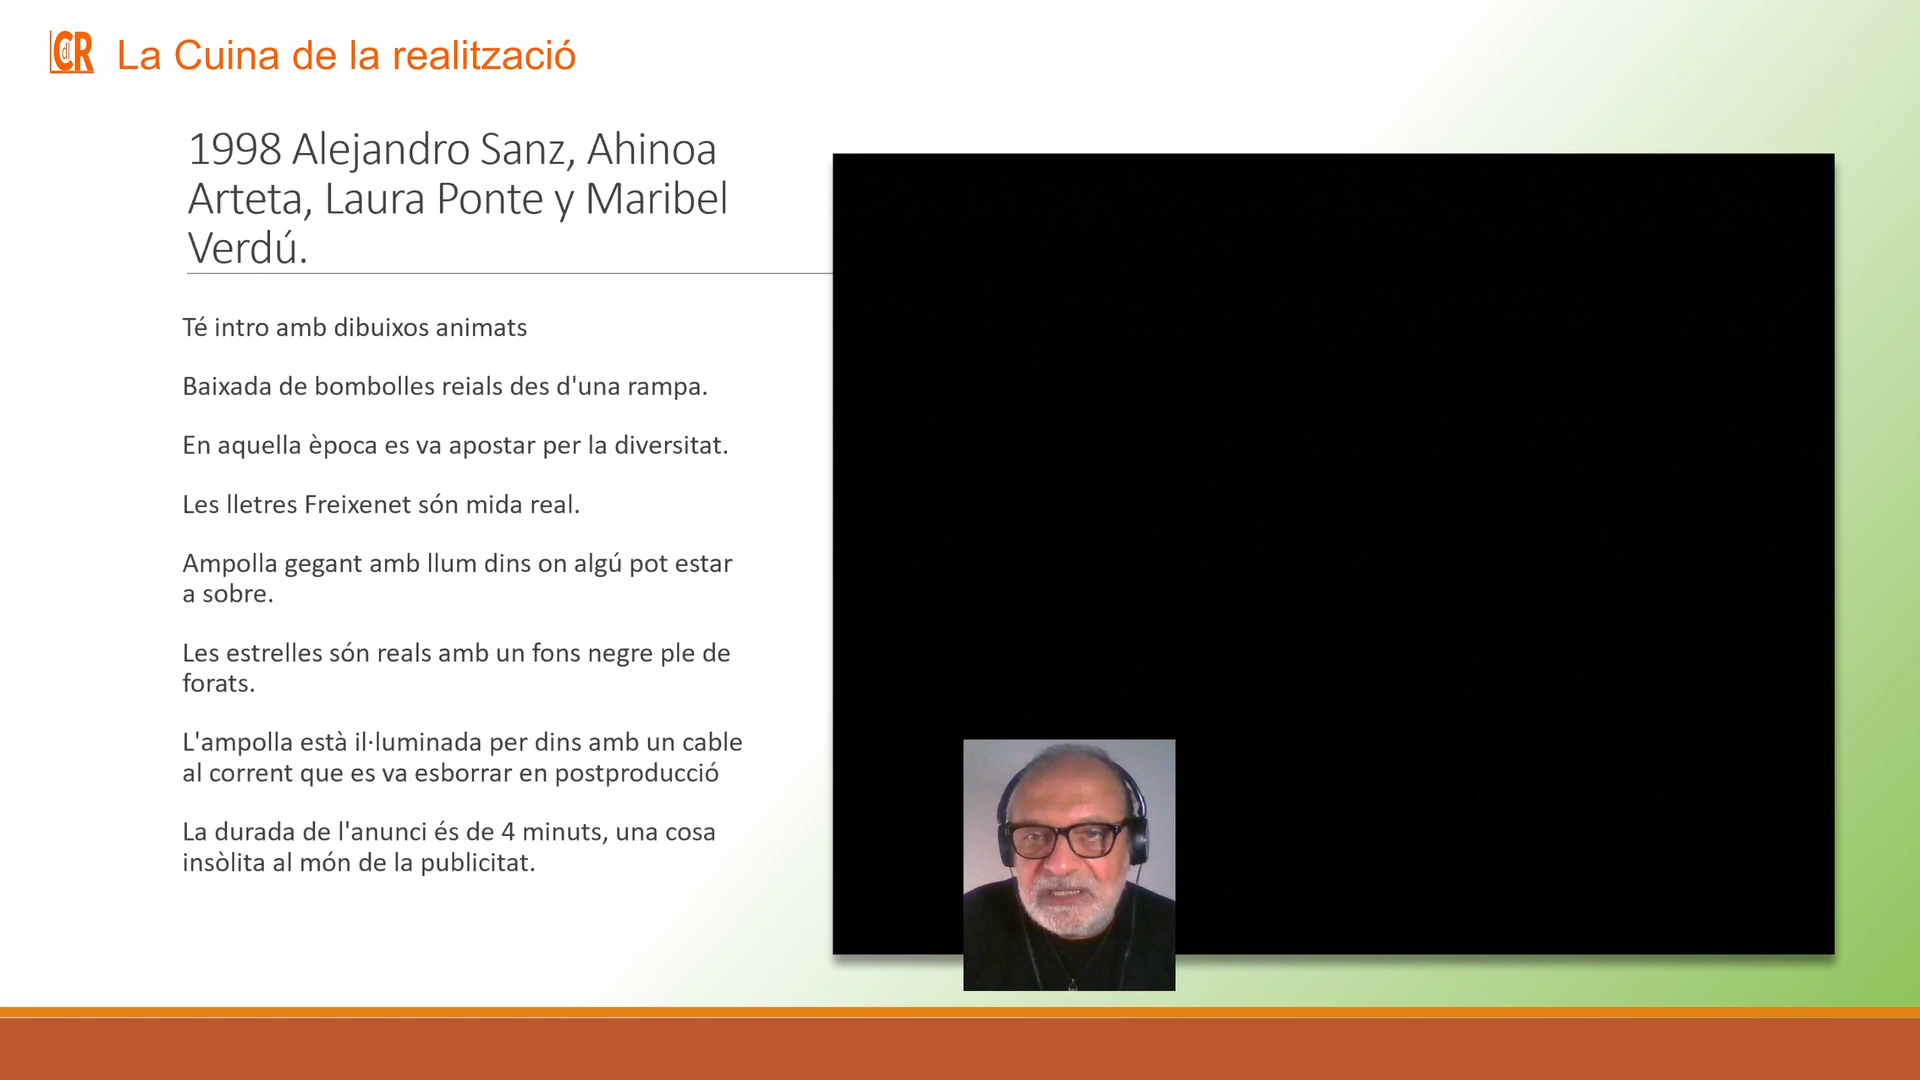 CdlR La Cuina de la realització
1998 Alejandro Sanz, Ahinoa
Arteta, Laura Ponte y Maribel
Verdú.
Té intro amb dibuixos animats
Baixada de bombolles reials des d'una rampa.
En aquella època es va apostar per la diversitat.
Les lletres Freixenet són mida real.
Ampolla gegant amb llum dins on algú pot estar
a sobre.
Les estrelles són reals amb un fons negre ple de
forats.
L'ampolla està il·luminada per dins amb un cable
al corrent que es va esborrar en postproducció
La durada de l'anunci és de 4 minuts, una cosa
insòlita al món de la publicitat.